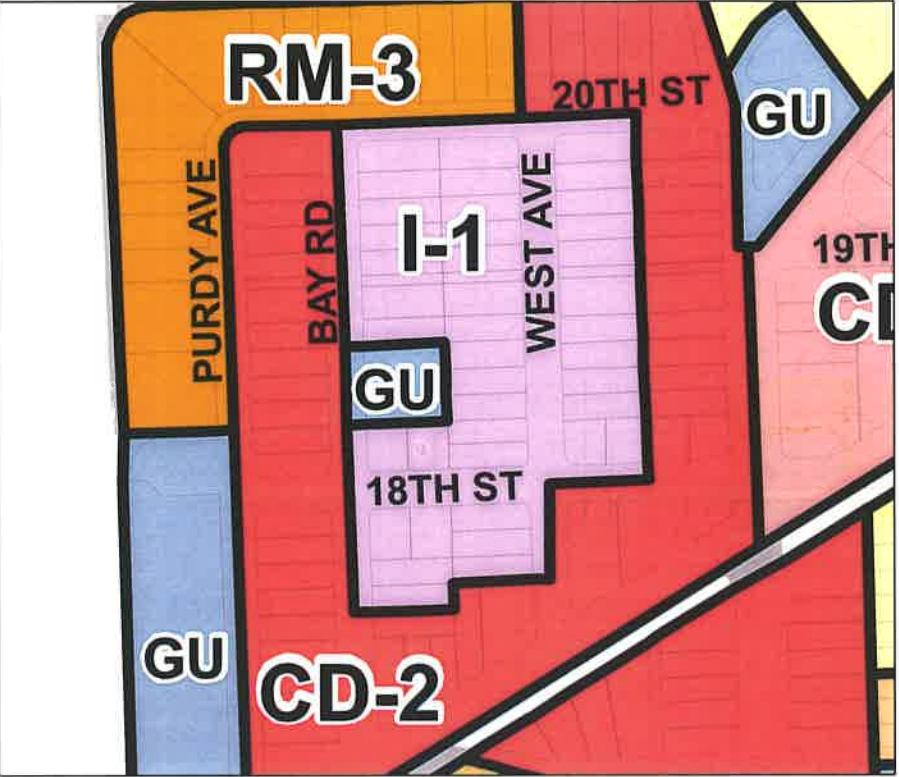 RM-3
20TH ST
GU
PURDY AVE
BAY RD
I-1
WEST AVE
19TH
CD
GU
18TH ST
GU
CD-2